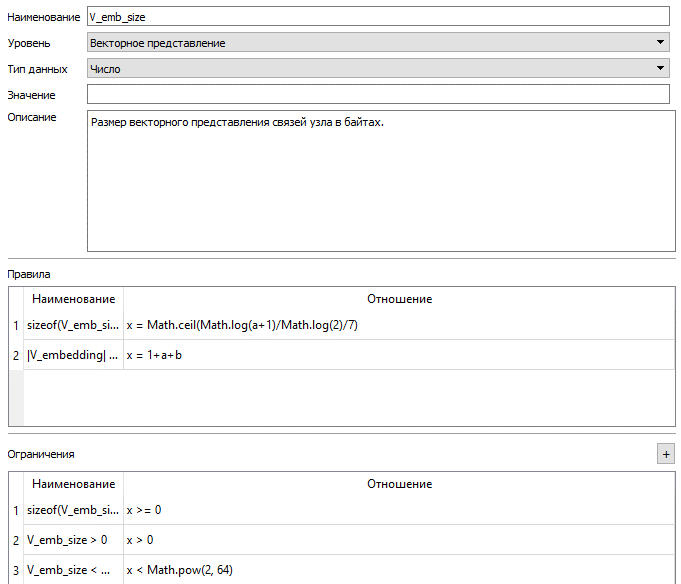 Наименование V_emb_size
Уровень Векторное представление
Тип данных Число
Значение
Описание Размер векторного представления связей узла в байтах.
Правила
Наименование Отношение
1 sizeof(V_emb_si... x = Math.ceil(Math.log(a+1)/Math.log(2)/7)
2 |V_embedding| ... x = 1+a+b
Ограничения +
Наименование Отношение
1 sizeof(V_emb_si... x >= 0
2 V_emb_size > 0 x > 0
3 V_emb_size < ... x < Math.pow(2, 64)